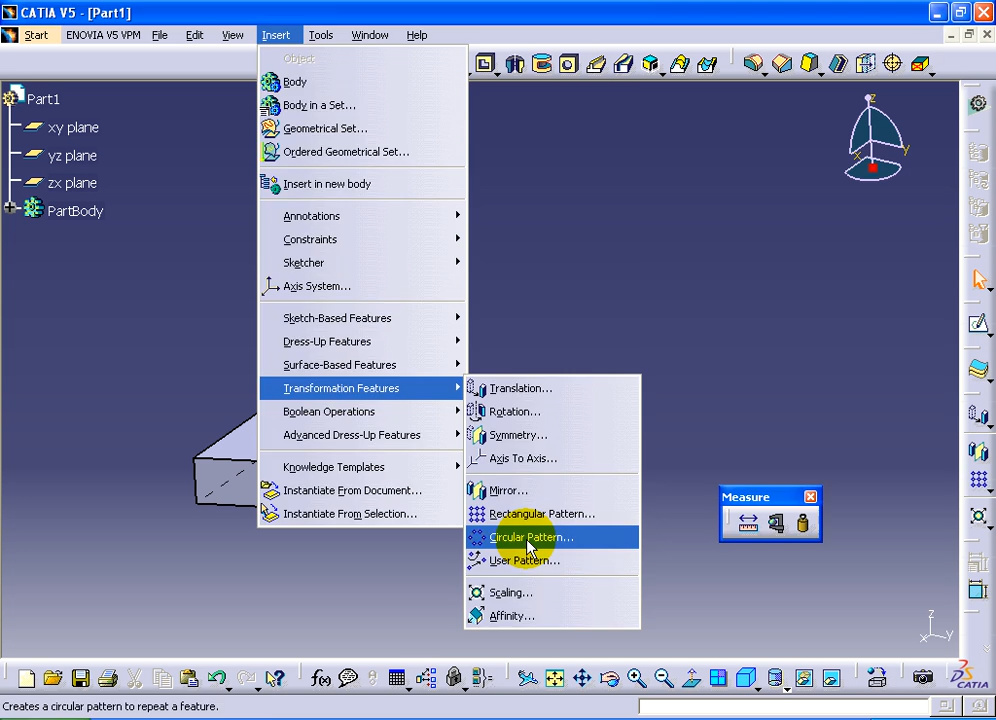 CATIA V5 - [Part1]
Start ENOVIA V5 VPM File Edit View Insert Tools Window Help
Part1
xy plane
yz plane
zx plane
PartBody
Object
Body
Body in a Set...
Geometrical Set...
Ordered Geometrical Set...
Insert in new body
Annotations
Constraints
Sketcher
Axis System...
Sketch-Based Features
Dress-Up Features
Surface-Based Features
Transformation Features
Boolean Operations
Advanced Dress-Up Features
Knowledge Templates
Instantiate From Document...
Instantiate From Selection...
Translation...
Rotation...
Symmetry...
Axis To Axis...
Mirror...
Rectangular Pattern...
Circular Pattern...
User Pattern...
Scaling...
Affinity...
z
x
y
Measure
z
x
y
f(x)
CATIA
Creates a circular pattern to repeat a feature.